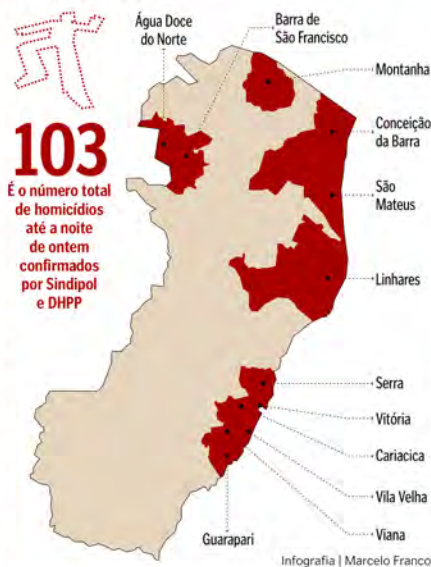 Água Doce
do Norte
Barra de
São Francisco
Montanha
Conceição
da Barra
São
Mateus
Linhares
Serra
Vitória
Cariacica
Vila Velha
Viana
Guarapari
103
É o número total
de homicídios
até a noite
de ontem
confirmados
por Sindipol
e DHPP
Infografia | Marcelo Franco